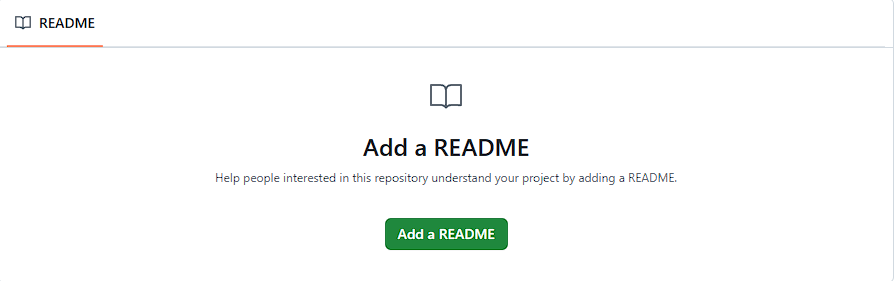 README
Add a README
Help people interested in this repository understand your project by adding a README.
Add a README